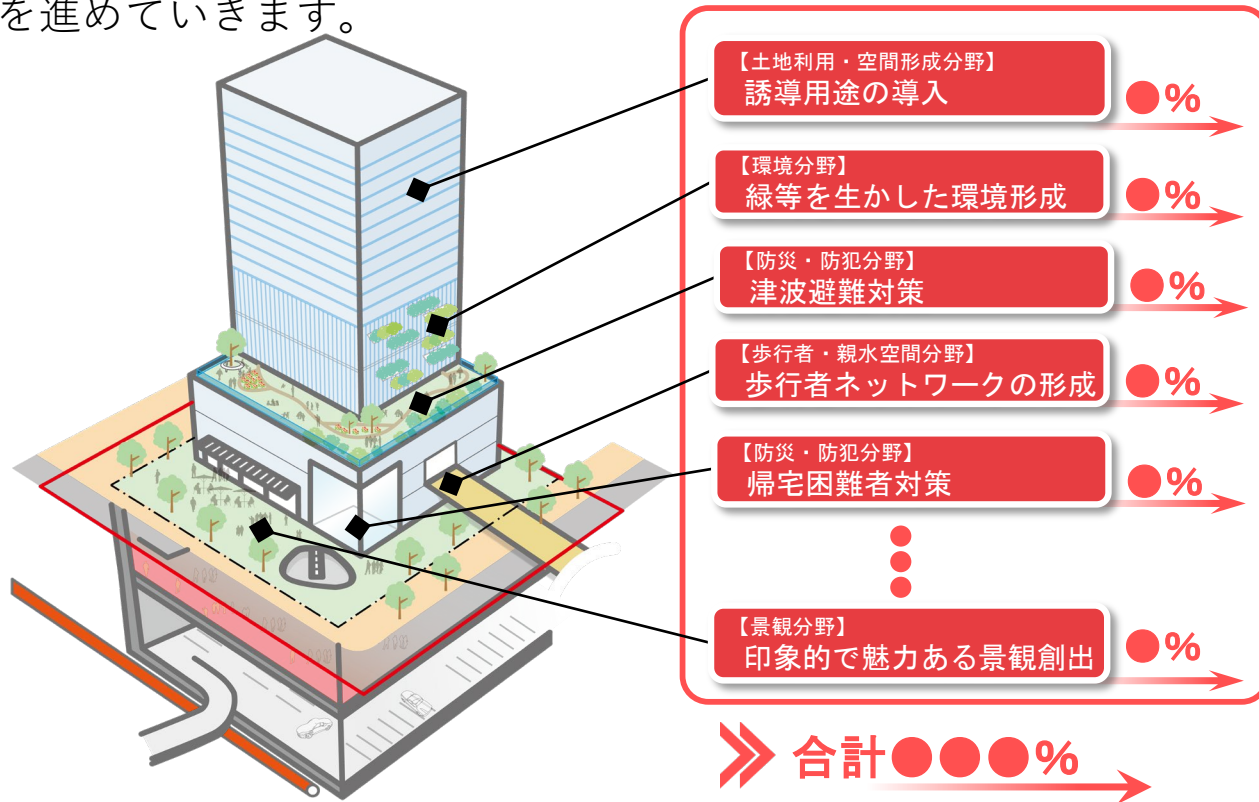 を進めていきます。
【土地利用・空間形成分野】
誘導用途の導入
●%
【環境分野】
緑等を生かした環境形成
●%
【防災・防犯分野】
津波避難対策
●%
【歩行者・親水空間分野】
歩行者ネットワークの形成
●%
【防災・防犯分野】
帰宅困難者対策
●%
【景観分野】
印象的で魅力ある景観創出
●%
合計●●●%